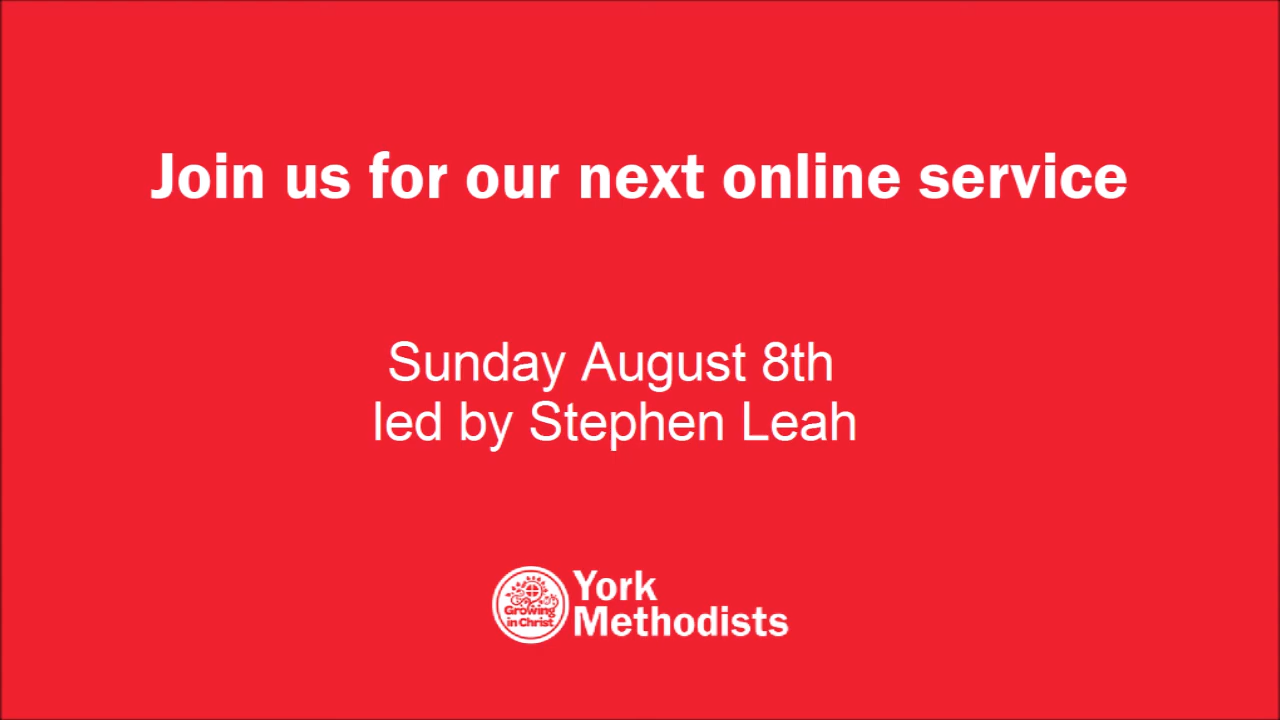 Join us for our next online service
Sunday August 8th
led by Stephen Leah
York
Methodists
Growing
in Christ